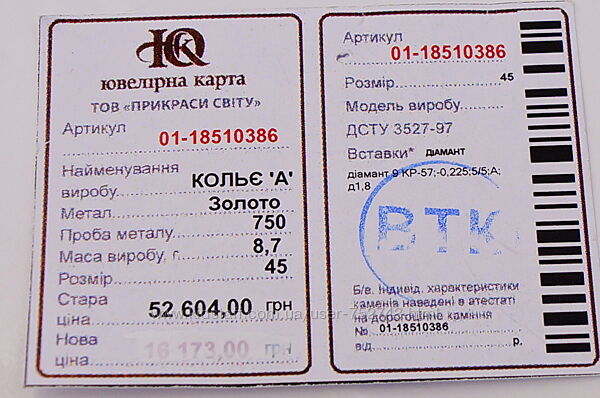 ювелірна карта
ТОВ «ПРИКРАСИ СВІТУ»
Артикул
01-18510386
Найменування
виробу КОЛЬЄ 'А'
Метал Золото
Проба металу 750
Маса виробу, г. 8,7
Розмір 45
Стара
ціна 52 604,00 грн
Нова
ціна 16 173,00 грн
Артикул
01-18510386
Розмір 45
Модель виробу
ДСТУ 3527-97
Вставки* ДІАМАНТ
діамант 9 КР-57;-0,225;5/5;А;
д1,8
ВТК
Б/в. Індивід. характеристики
каменів наведені в атестаті
на дорогоцінне каміння
№ 01-18510386
від р.